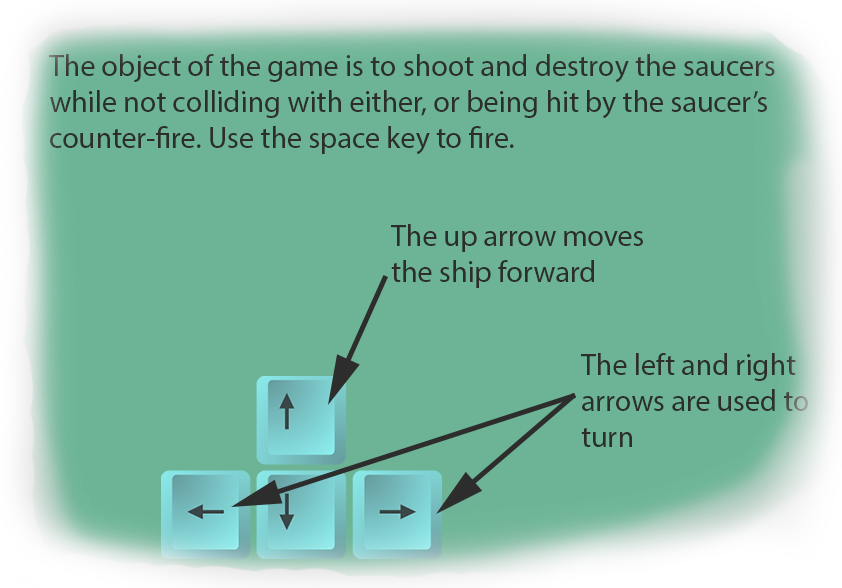 The object of the game is to shoot and destroy the saucers
while not colliding with either, or being hit by the saucer’s
counter-fire. Use the space key to fire.
The up arrow moves
the ship forward
The left and right
arrows are used to
turn
↑
← ↓ →